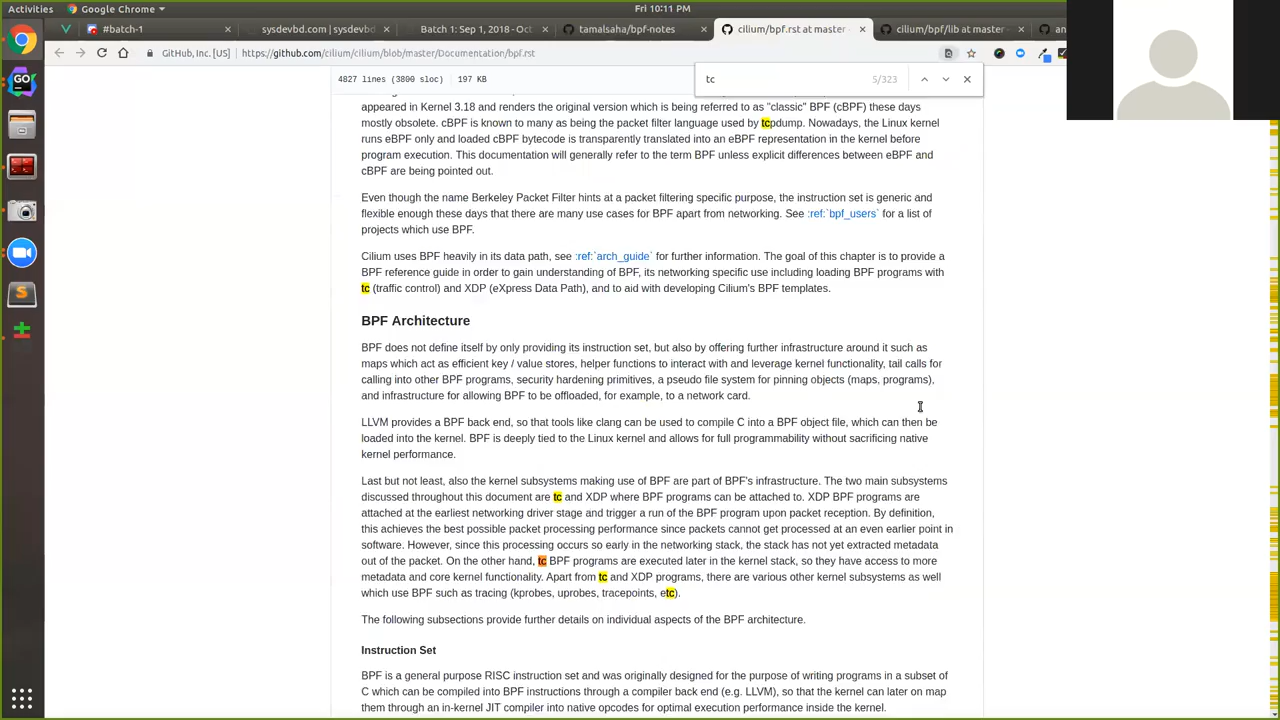 Activities Google Chrome Fri 10:11 PM
#batch-1 sysdevbd.com | sysdevbd Batch 1: Sep 1, 2018 - Oct tamalsaha/bpf-notes cilium/bpf.rst at master cilium/bpf/lib at master an
GitHub, Inc. [US] https://github.com/cilium/cilium/blob/master/Documentation/bpf.rst
4827 lines (3800 sloc) 197 KB
tc 5/323
appeared in Kernel 3.18 and renders the original version which is being referred to as "classic" BPF (cBPF) these days
mostly obsolete. cBPF is known to many as being the packet filter language used by tcpdump. Nowadays, the Linux kernel
runs eBPF only and loaded cBPF bytecode is transparently translated into an eBPF representation in the kernel before
program execution. This documentation will generally refer to the term BPF unless explicit differences between eBPF and
cBPF are being pointed out.
Even though the name Berkeley Packet Filter hints at a packet filtering specific purpose, the instruction set is generic and
flexible enough these days that there are many use cases for BPF apart from networking. See :ref:`bpf_users` for a list of
projects which use BPF.
Cilium uses BPF heavily in its data path, see :ref:`arch_guide` for further information. The goal of this chapter is to provide a
BPF reference guide in order to gain understanding of BPF, its networking specific use including loading BPF programs with
tc (traffic control) and XDP (eXpress Data Path), and to aid with developing Cilium's BPF templates.
BPF Architecture
BPF does not define itself by only providing its instruction set, but also by offering further infrastructure around it such as
maps which act as efficient key / value stores, helper functions to interact with and leverage kernel functionality, tail calls for
calling into other BPF programs, security hardening primitives, a pseudo file system for pinning objects (maps, programs),
and infrastructure for allowing BPF to be offloaded, for example, to a network card.
LLVM provides a BPF back end, so that tools like clang can be used to compile C into a BPF object file, which can then be
loaded into the kernel. BPF is deeply tied to the Linux kernel and allows for full programmability without sacrificing native
kernel performance.
Last but not least, also the kernel subsystems making use of BPF are part of BPF's infrastructure. The two main subsystems
discussed throughout this document are tc and XDP where BPF programs can be attached to. XDP BPF programs are
attached at the earliest networking driver stage and trigger a run of the BPF program upon packet reception. By definition,
this achieves the best possible packet processing performance since packets cannot get processed at an even earlier point in
software. However, since this processing occurs so early in the networking stack, the stack has not yet extracted metadata
out of the packet. On the other hand, tc BPF programs are executed later in the kernel stack, so they have access to more
metadata and core kernel functionality. Apart from tc and XDP programs, there are various other kernel subsystems as well
which use BPF such as tracing (kprobes, uprobes, tracepoints, etc).
The following subsections provide further details on individual aspects of the BPF architecture.
Instruction Set
BPF is a general purpose RISC instruction set and was originally designed for the purpose of writing programs in a subset of
C which can be compiled into BPF instructions through a compiler back end (e.g. LLVM), so that the kernel can later on map
them through an in-kernel JIT compiler into native opcodes for optimal execution performance inside the kernel.